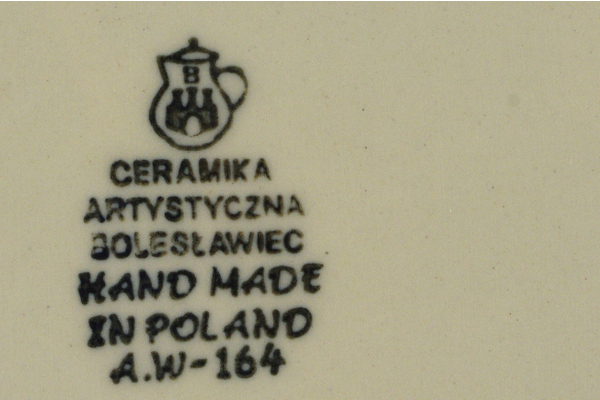 B
CERAMIKA
ARTYSTYCZNA
BOLESŁAWIEC
HAND MADE
IN POLAND
A.W-164